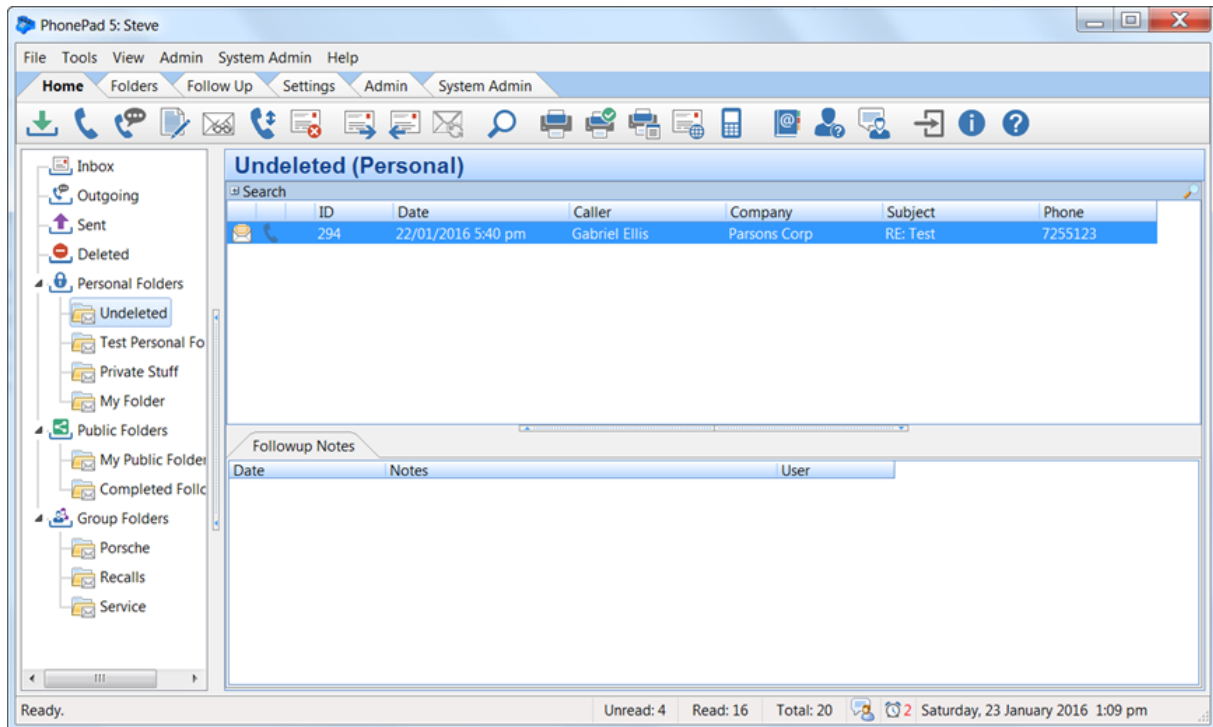 PhonePad 5: Steve
File Tools View Admin System Admin Help
Home Folders Follow Up Settings Admin System Admin
Inbox
Outgoing
Sent
Deleted
Personal Folders
Undeleted
Test Personal Fo
Private Stuff
My Folder
Public Folders
My Public Folder
Completed Follo
Group Folders
Porsche
Recalls
Service
Undeleted (Personal)
Search
ID Date Caller Company Subject Phone
294 22/01/2016 5:40 pm Gabriel Ellis Parsons Corp RE: Test 7255123
Followup Notes
Date Notes User
Ready. Unread: 4 Read: 16 Total: 20 2 Saturday, 23 January 2016 1:09 pm